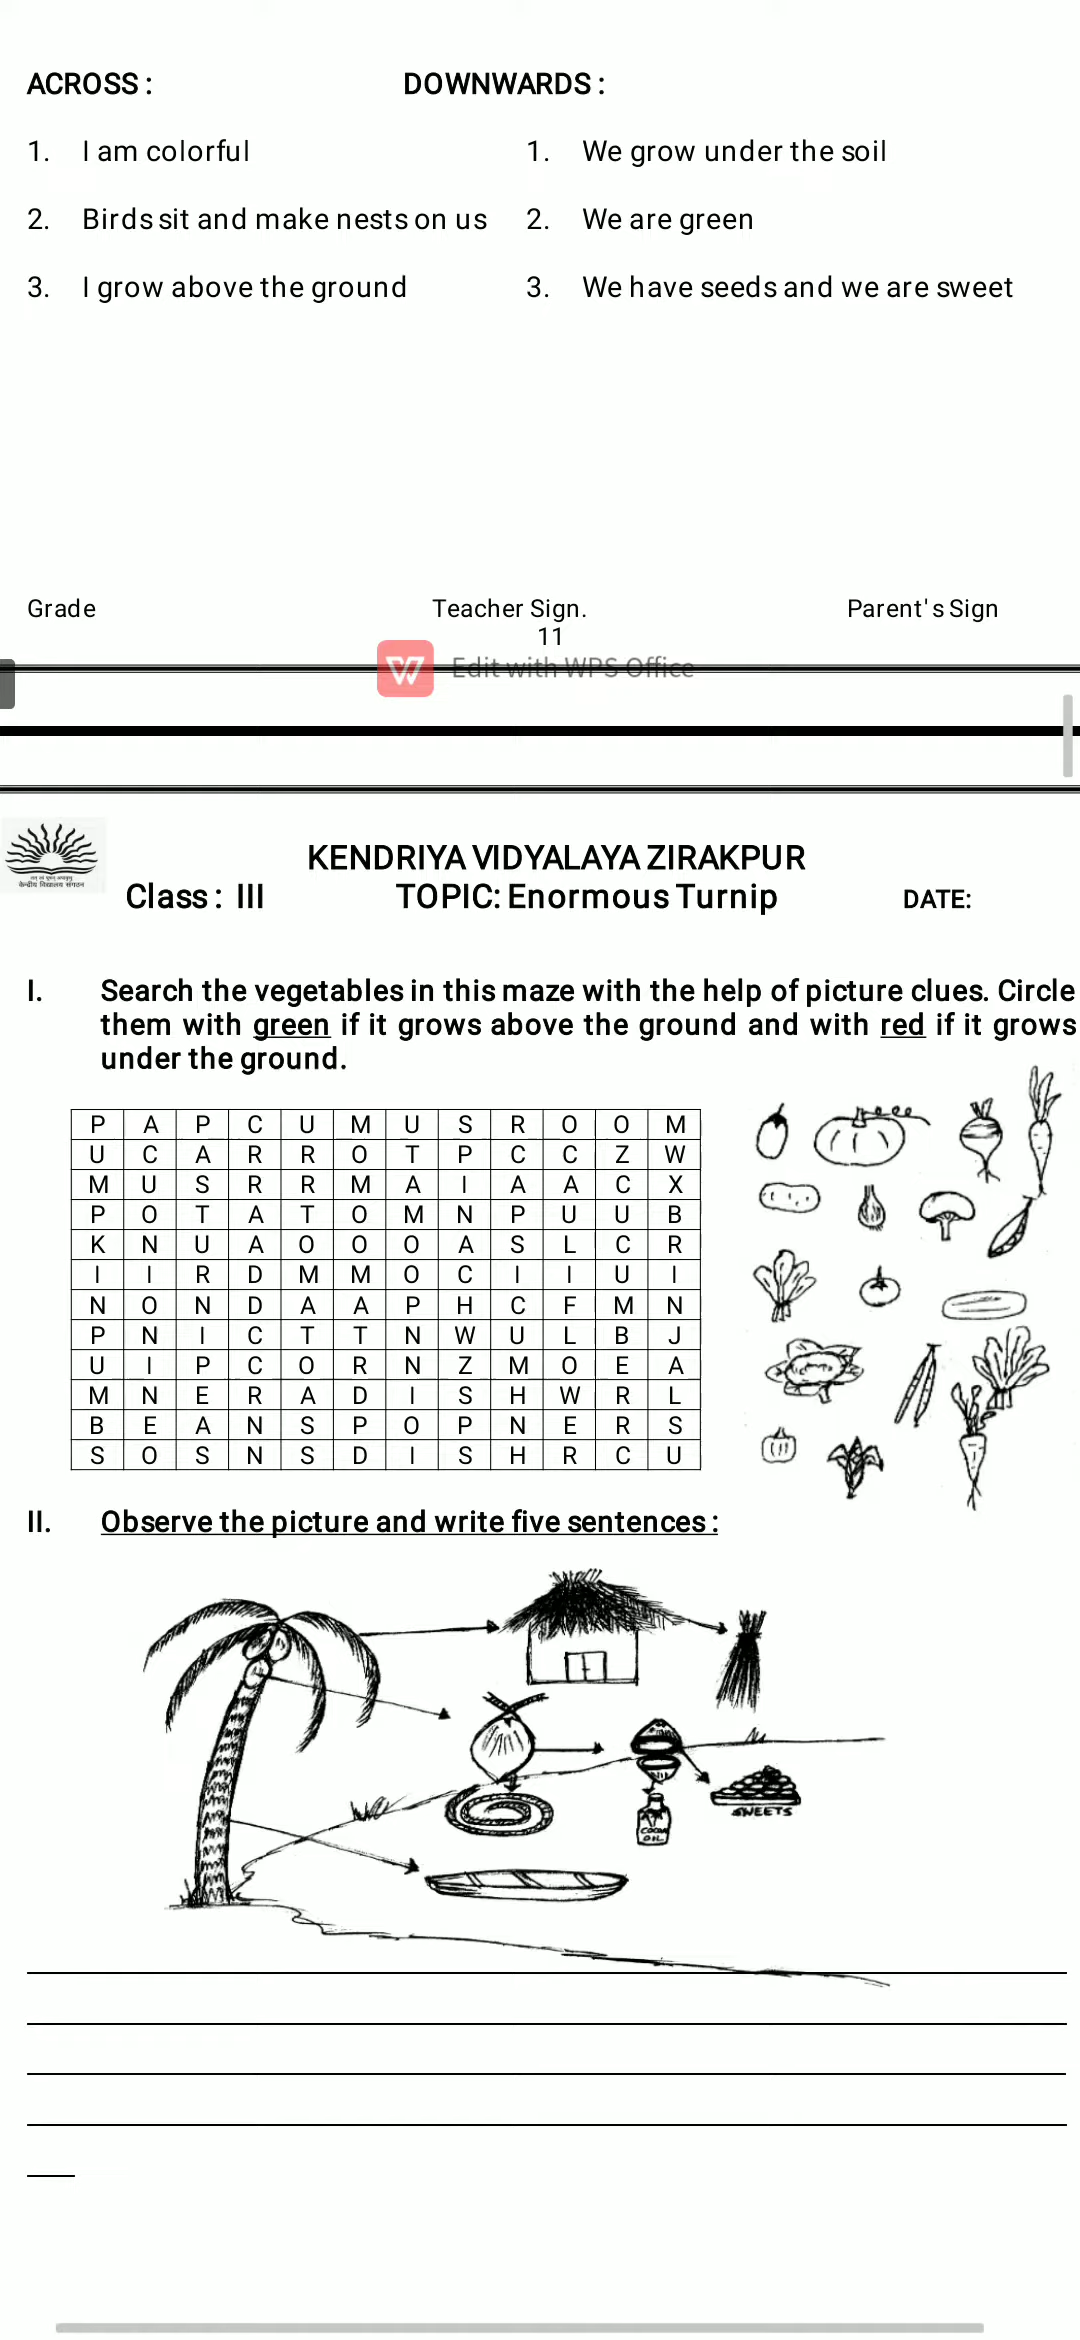 ACROSS : DOWNWARDS :
1. I am colorful 1. We grow under the soil
2. Birds sit and make nests on us 2. We are green
3. I grow above the ground 3. We have seeds and we are sweet
Grade Teacher Sign. Parent's Sign
11
Edit with WPS Office
KENDRIYA VIDYALAYA ZIRAKPUR
केन्द्रीय विद्यालय संगठन
Class : III TOPIC: Enormous Turnip DATE:
I. Search the vegetables in this maze with the help of picture clues. Circle
them with green if it grows above the ground and with red if it grows
under the ground.
P A P C U M U S R O O M
U C A R R O T P C C Z W
M U S R R M A I A A C X
P O T A T O M N P U U B
K N U A O O O A S L C R
I I R D M M O C I I U I
N O N D A A P H C F M N
P N I C T T N W U L B J
U I P C O R N Z M O E A
M N E R A D I S H W R L
B E A N S P O P N E R S
S O S N S D I S H R C U
II. Observe the picture and write five sentences :
SWEETS
COCOA
OIL